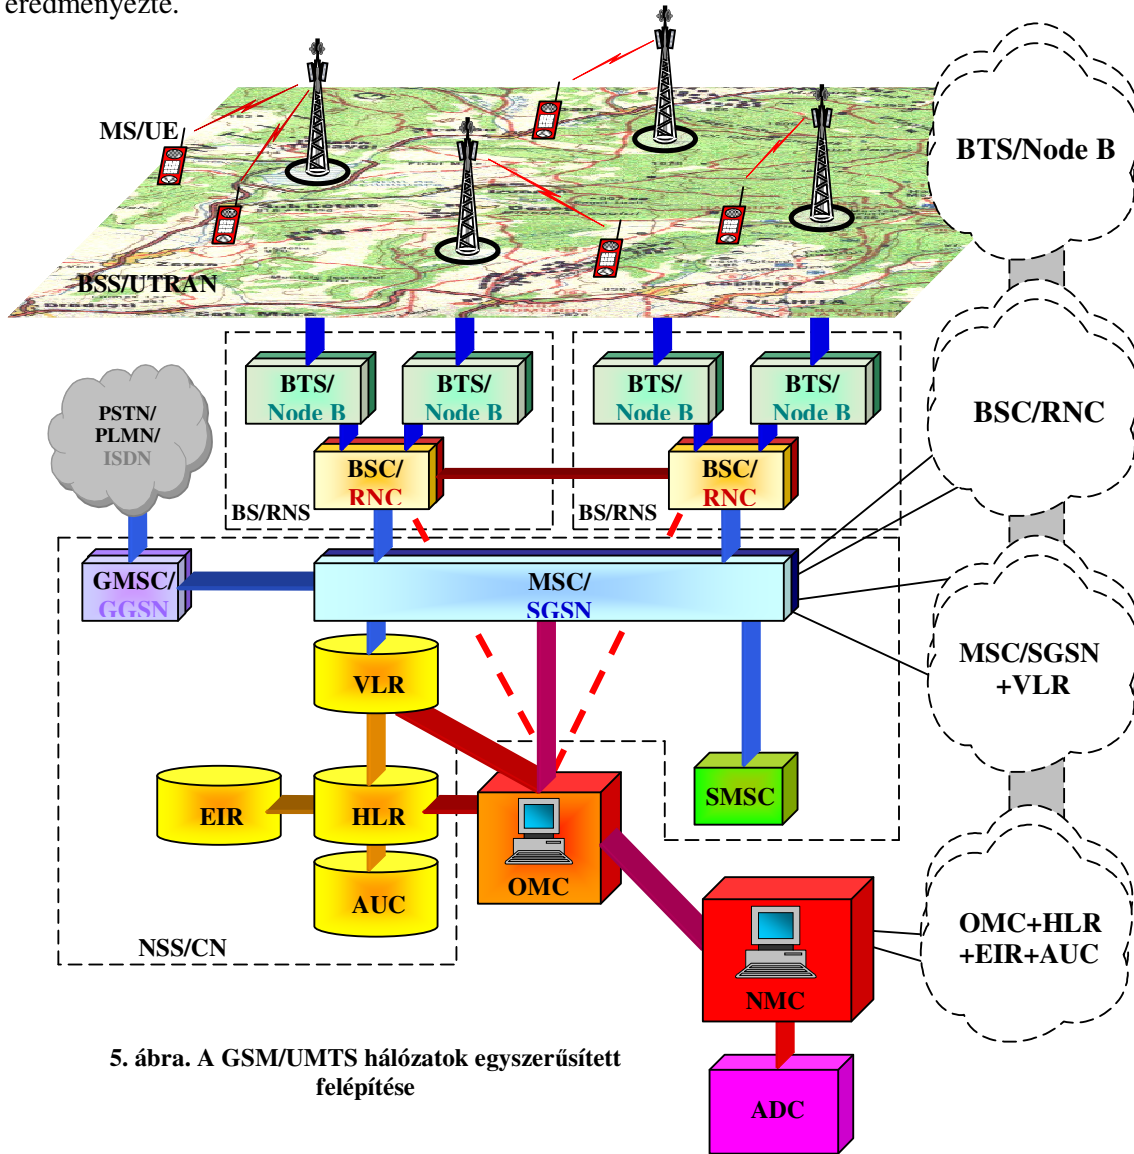 eredményezte.
MS/UE
BTS/Node B
BSS/UTRAN
BTS/
Node B
BTS/
Node B
BTS/
Node B
BTS/
Node B
PSTN/
PLMN/
ISDN
BSC/RNC
BSC/
RNC
BSC/
RNC
BS/RNS
BS/RNS
GMSC/
GGSN
MSC/
SGSN
MSC/SGSN
+VLR
VLR
EIR
HLR
SMSC
OMC
AUC
NSS/CN
OMC+HLR
+EIR+AUC
NMC
5. ábra. A GSM/UMTS hálózatok egyszerűsített
felépítése
ADC